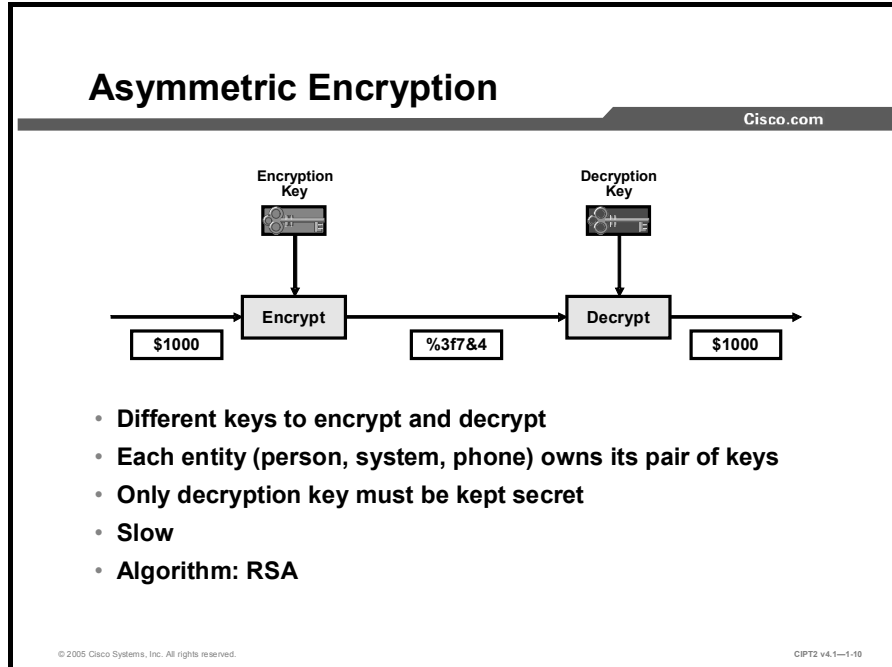 Asymmetric Encryption
Cisco.com
Encryption
Key
Decryption
Key
Encrypt
Decrypt
$1000
%3f7&4
$1000
• Different keys to encrypt and decrypt
• Each entity (person, system, phone) owns its pair of keys
• Only decryption key must be kept secret
• Slow
• Algorithm: RSA
© 2005 Cisco Systems, Inc. All rights reserved.
CIPT2 v4.1—1-10